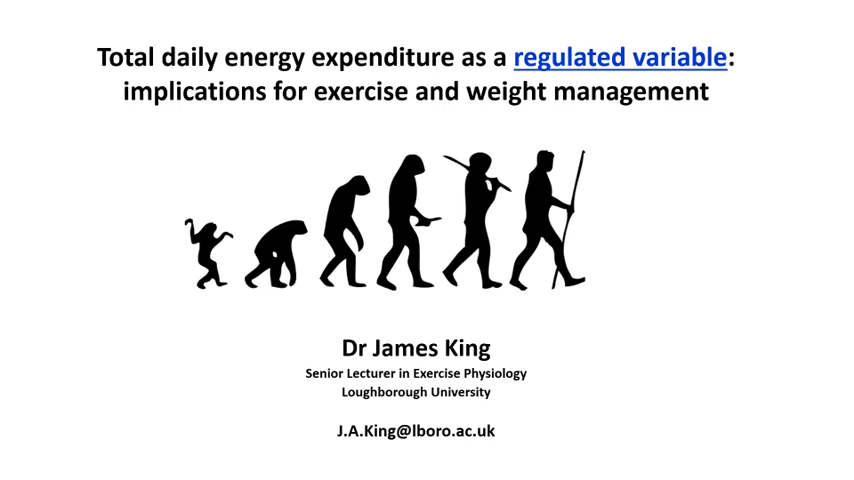 Total daily energy expenditure as a regulated variable:
implications for exercise and weight management
Dr James King
Senior Lecturer in Exercise Physiology
Loughborough University
J.A.King@lboro.ac.uk